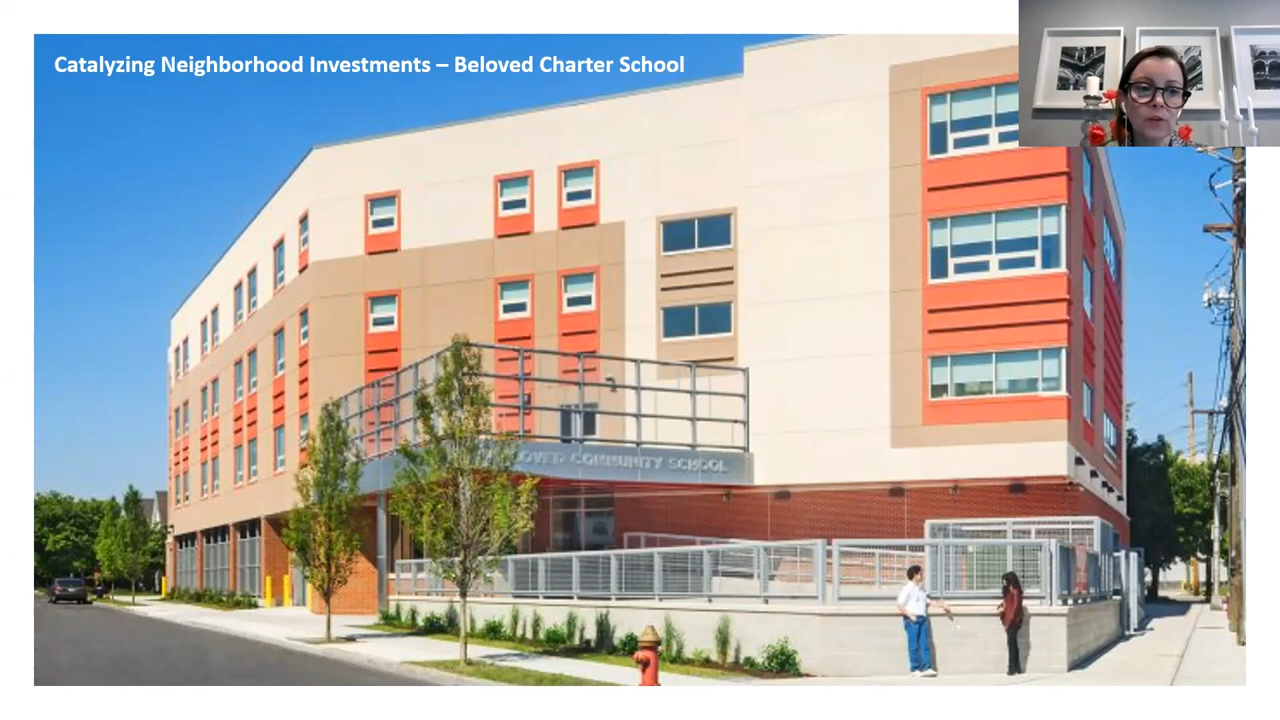 Catalyzing Neighborhood Investments – Beloved Charter School
COMMUNITY SCHOOL